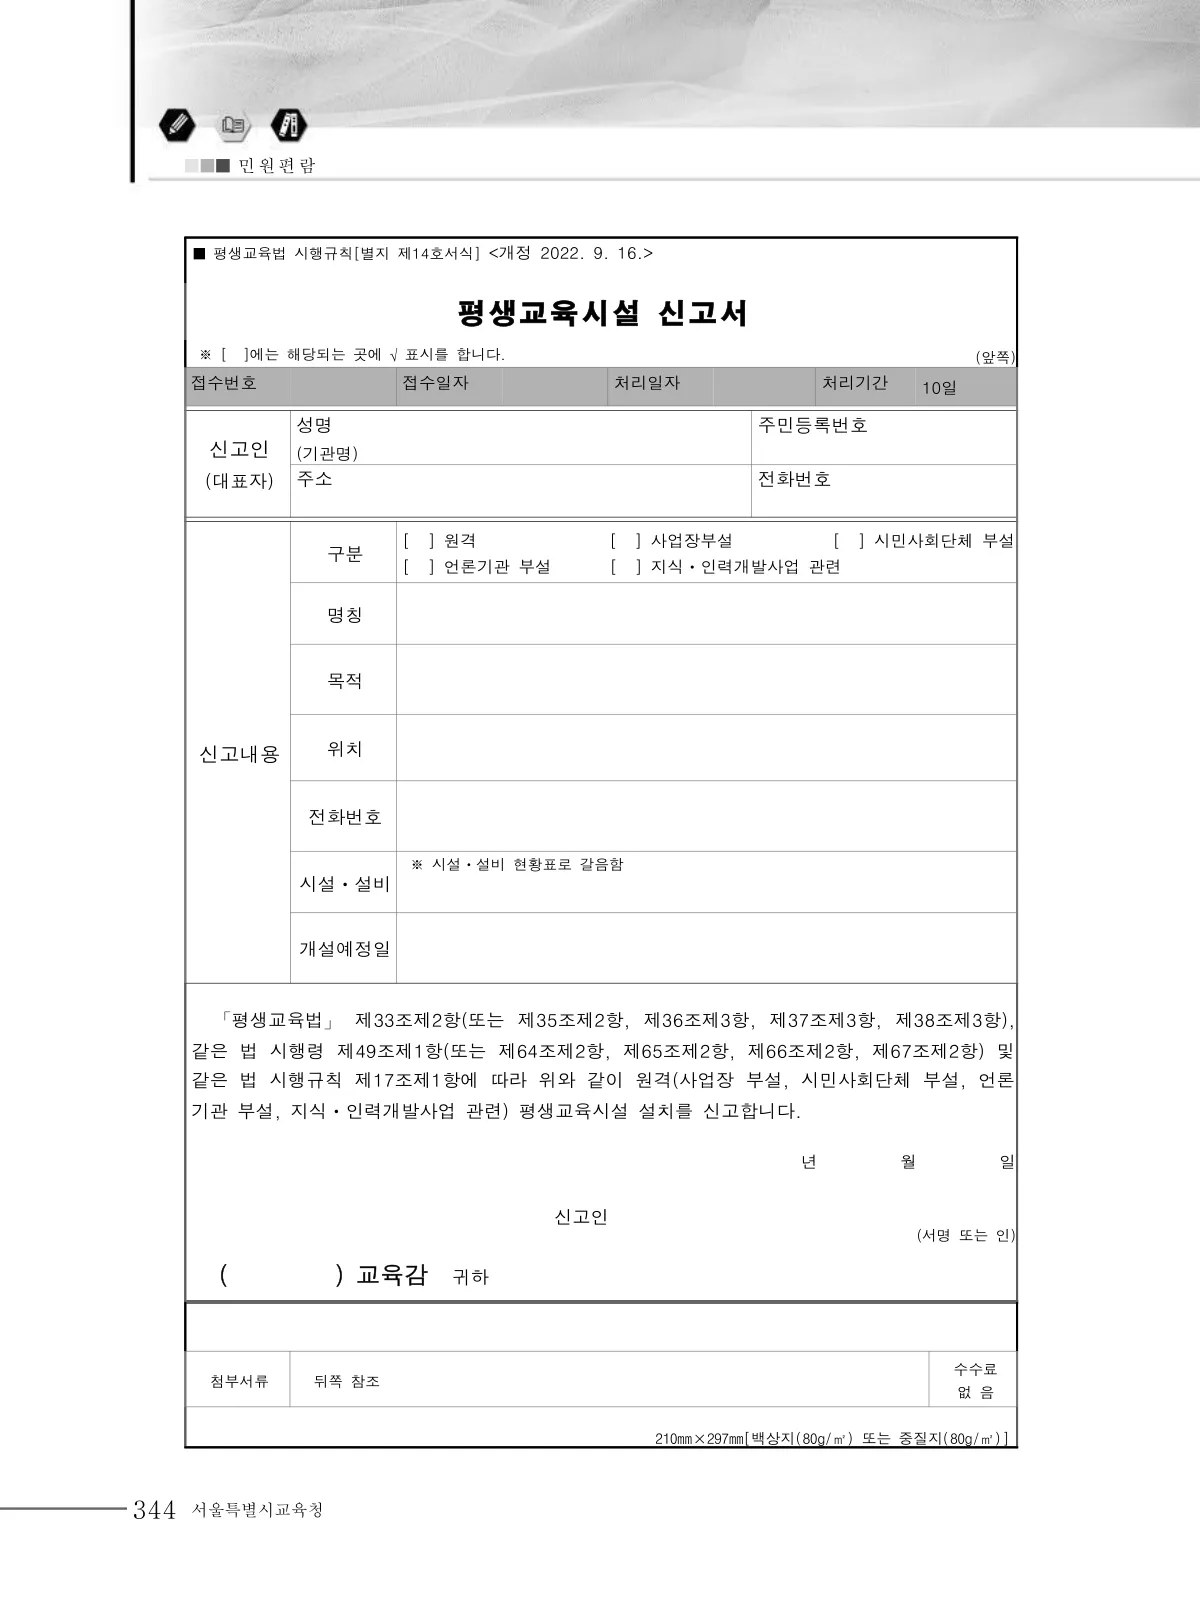 민원편람
■ 평생교육법 시행규칙[별지 제14호서식] <개정 2022. 9. 16.>
평생교육시설 신고서
※ [ ]에는 해당되는 곳에 √ 표시를 합니다. (앞쪽)
접수번호 접수일자 처리일자 처리기간 10일
신고인
(대표자)
성명
(기관명)
주민등록번호
주소
전화번호
신고내용
구분
[ ] 원격 [ ] 사업장부설 [ ] 시민사회단체 부설
[ ] 언론기관 부설 [ ] 지식・인력개발사업 관련
명칭
목적
위치
전화번호
시설・설비
※ 시설・설비 현황표로 갈음함
개설예정일
「평생교육법」 제33조제2항(또는 제35조제2항, 제36조제3항, 제37조제3항, 제38조제3항),
같은 법 시행령 제49조제1항(또는 제64조제2항, 제65조제2항, 제66조제2항, 제67조제2항) 및
같은 법 시행규칙 제17조제1항에 따라 위와 같이 원격(사업장 부설, 시민사회단체 부설, 언론
기관 부설, 지식・인력개발사업 관련) 평생교육시설 설치를 신고합니다.
년 월 일
신고인
(서명 또는 인)
( ) 교육감 귀하
첨부서류
뒤쪽 참조
수수료
없 음
210㎜×297㎜[백상지(80g/㎡) 또는 중질지(80g/㎡)]
344 서울특별시교육청